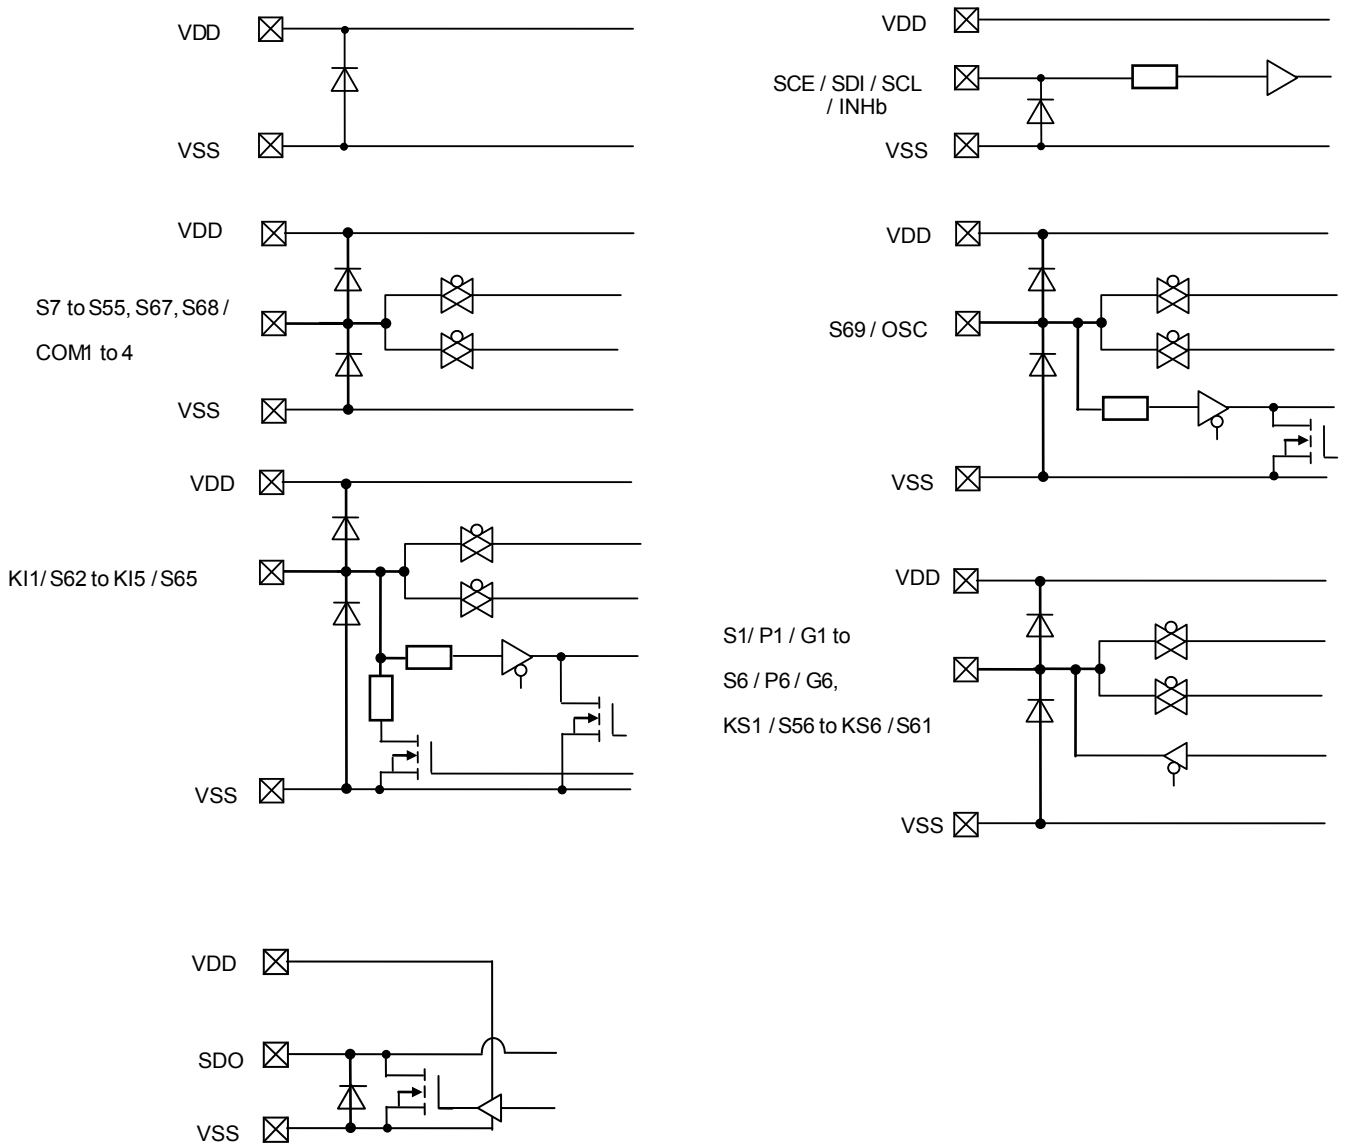 VDD
VSS
VDD
S7 to S55, S67, S68 /
COM1 to 4
VSS
VDD
KI1/ S62 to KI5 / S65
VSS
VDD
SDO
VSS
VDD
SCE / SDI / SCL
/ INHb
VSS
VDD
S69 / OSC
VSS
VDD
S1/ P1 / G1 to
S6 / P6 / G6,
KS1 / S56 to KS6 / S61
VSS